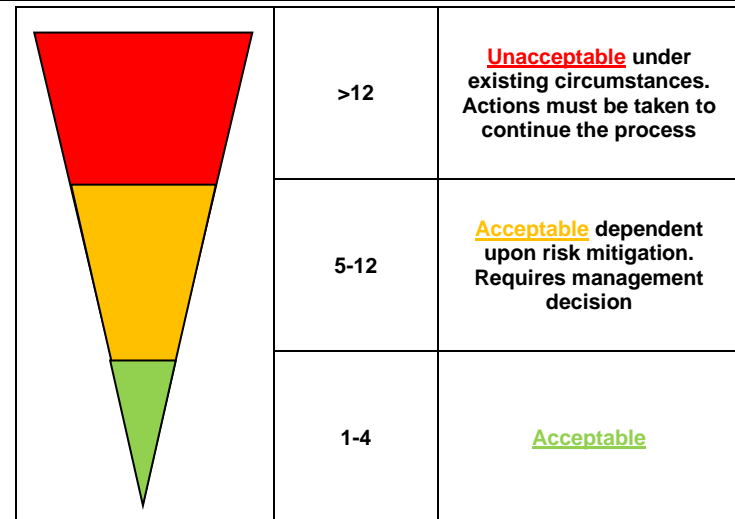 >12
Unacceptable under
existing circumstances.
Actions must be taken to
continue the process
5-12
Acceptable dependent
upon risk mitigation.
Requires management
decision
1-4
Acceptable